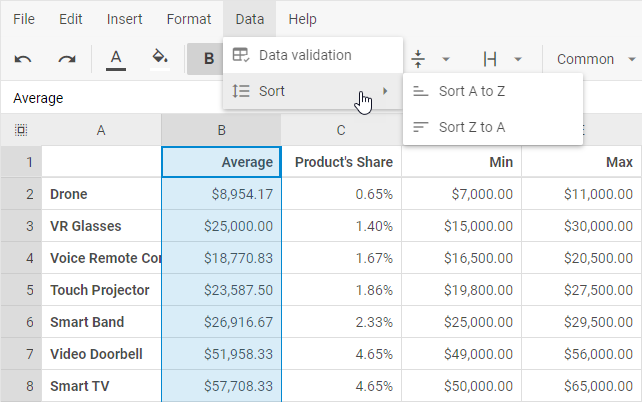 File Edit Insert Format Data Help
A B Common
Data validation
Sort
Sort A to Z
Sort Z to A
Average
A B C
1 Average Product's Share Min Max
2 Drone $8,954.17 0.65% $7,000.00 $11,000.00
3 VR Glasses $25,000.00 1.40% $15,000.00 $30,000.00
4 Voice Remote Con $18,770.83 1.67% $16,500.00 $20,500.00
5 Touch Projector $23,587.50 1.86% $19,800.00 $27,500.00
6 Smart Band $26,916.67 2.33% $25,000.00 $29,500.00
7 Video Doorbell $51,958.33 4.65% $49,000.00 $56,000.00
8 Smart TV $57,708.33 4.65% $50,000.00 $65,000.00